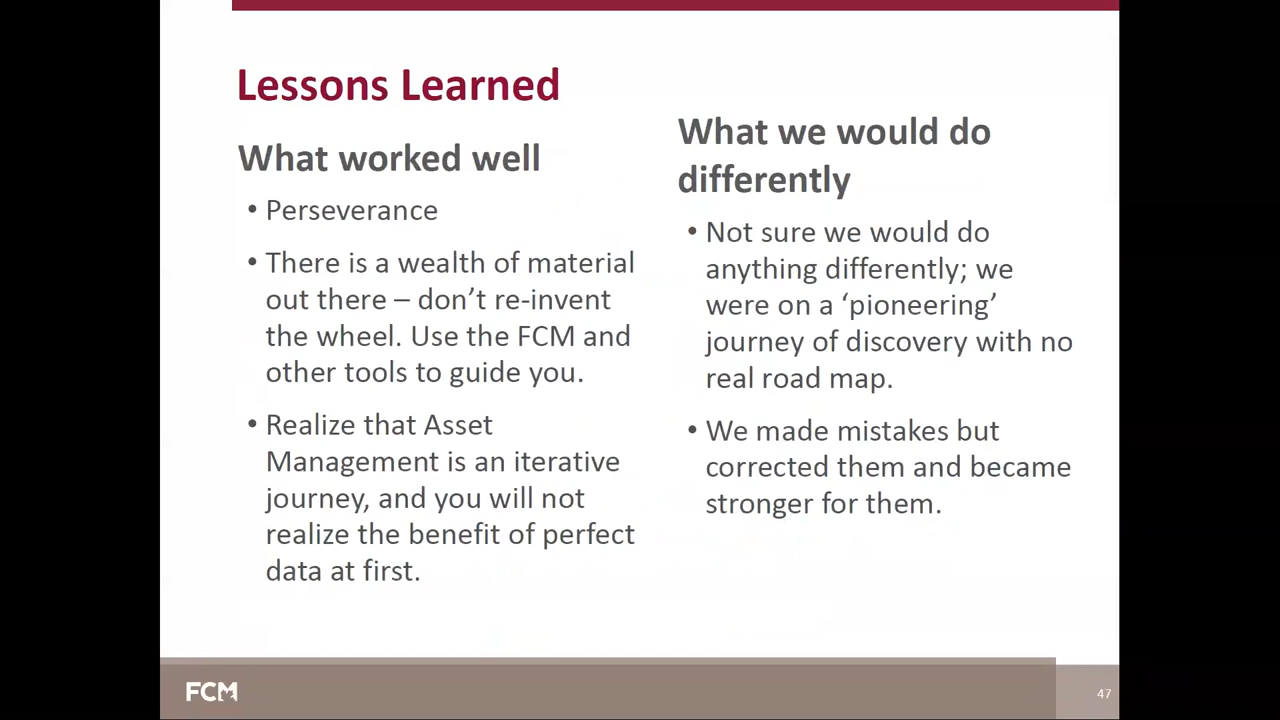 Lessons Learned
What worked well
• Perseverance
• There is a wealth of material
out there – don’t re-invent
the wheel. Use the FCM and
other tools to guide you.
• Realize that Asset
Management is an iterative
journey, and you will not
realize the benefit of perfect
data at first.
What we would do
differently
• Not sure we would do
anything differently; we
were on a ‘pioneering’
journey of discovery with no
real road map.
• We made mistakes but
corrected them and became
stronger for them.
FCM
47